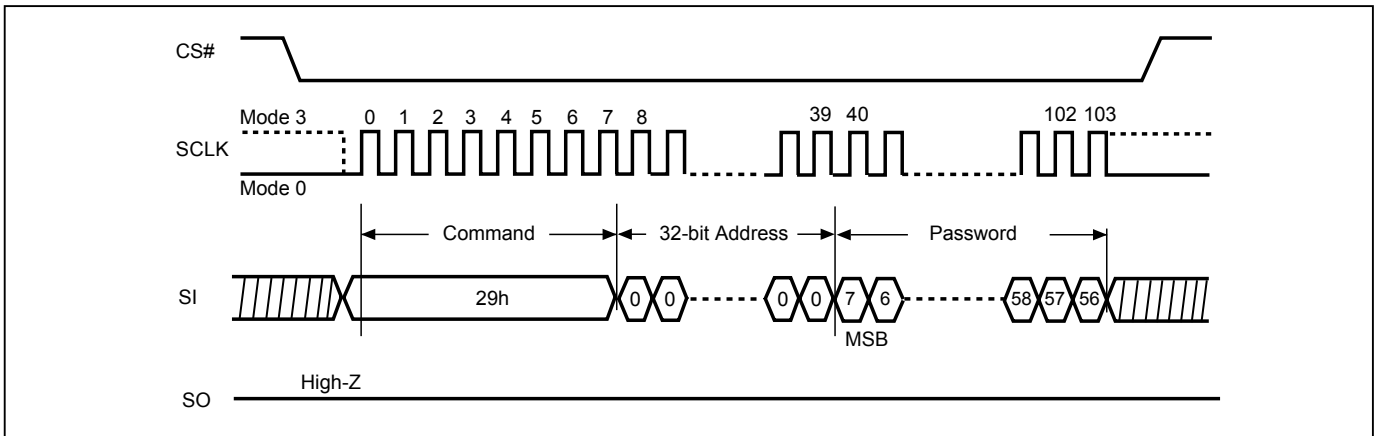 CS#
Mode 3 0 1 2 3 4 5 6 7 8 39 40 102 103
SCLK
Mode 0
Command 32-bit Address Password
SI 29h 0 0 0 0 7 6 58 57 56
MSB
High-Z
SO